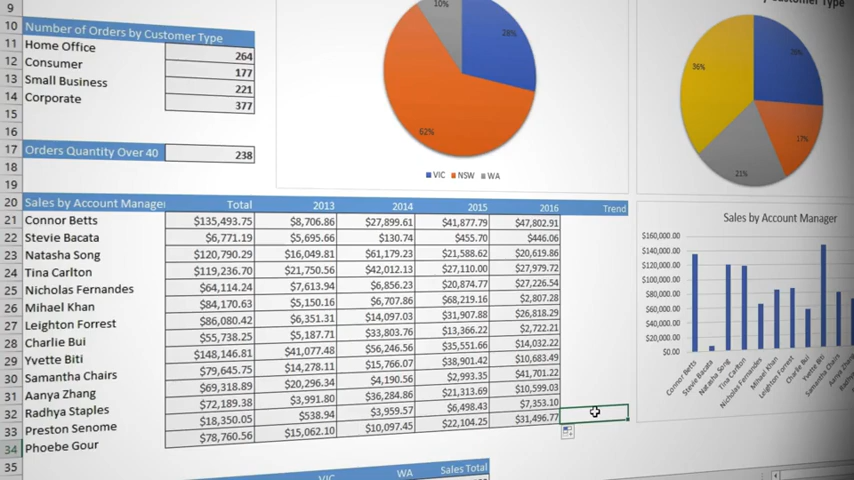 9
10 Number of Orders by Customer Type
11 Home Office 264
12 Consumer 177
13 Small Business 221
14 Corporate 377
15
16
17 Orders Quantity Over 40 238
18
19
10%
28%
62%
VIC NSW WA
Customer Type
36%
26%
17%
21%
20 Sales by Account Manager Total 2013 2014 2015 2016 Trend
21 Connor Betts $135,493.75 $8,706.86 $27,899.61 $41,877.79 $47,802.91
22 Stevie Bacata $6,771.19 $5,695.66 $130.74 $455.70 $446.06
23 Natasha Song $120,790.29 $16,049.81 $61,179.23 $21,588.62 $20,619.86
24 Tina Carlton $119,236.70 $21,750.56 $42,012.13 $27,110.00 $27,979.72
25 Nicholas Fernandes $64,114.24 $7,613.94 $6,856.23 $20,874.77 $27,226.54
26 Mihael Khan $84,170.63 $5,150.16 $6,707.86 $68,219.16 $2,807.28
27 Leighton Forrest $86,080.42 $6,351.31 $14,097.03 $31,907.88 $26,818.29
28 Charlie Bui $55,738.25 $5,187.71 $33,803.76 $13,366.22 $2,722.21
29 Yvette Biti $148,146.81 $41,077.48 $56,246.56 $35,551.66 $14,032.22
30 Samantha Chairs $79,645.75 $14,278.11 $15,766.07 $38,901.42 $10,683.49
31 Aanya Zhang $69,318.89 $20,296.34 $4,190.56 $2,993.35 $41,701.22
32 Radhya Staples $72,189.38 $3,991.80 $36,284.86 $21,313.69 $10,599.03
33 Preston Senome $18,350.05 $538.94 $3,959.57 $6,498.43 $7,353.10
34 Phoebe Gour $78,760.56 $15,062.10 $10,097.45 $22,104.25 $31,496.77
35
VIC WA Sales Total
Sales by Account Manager
$160,000.00
$140,000.00
$120,000.00
$100,000.00
$80,000.00
$60,000.00
$40,000.00
$20,000.00
$0.00
Connor Betts
Stevie Bacata
Natasha Song
Tina Carlton
Nicholas Fernandes
Mihael Khan
Leighton Forrest
Charlie Bui
Yvette Biti
Samantha Chairs
Aanya Zhang